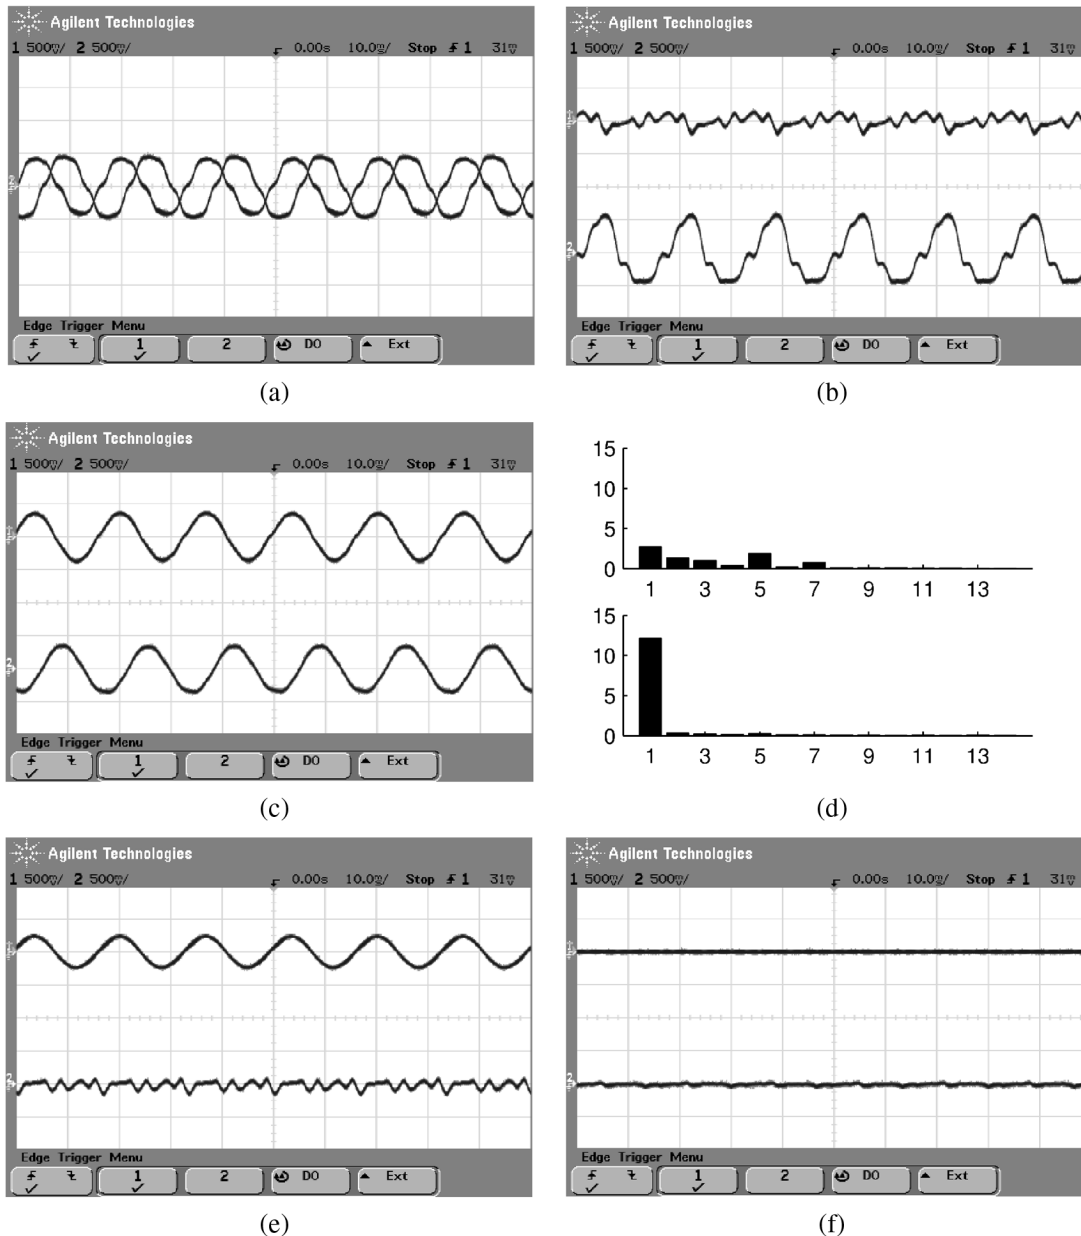 Agilent Technologies
1 500mV/ 2 500mV/ 0.00s 10.0ms/ Stop 1 31mV
Edge Trigger Menu
1 2 D0 Ext
(a)
Agilent Technologies
1 500mV/ 2 500mV/ 0.00s 10.0ms/ Stop 1 31mV
Edge Trigger Menu
1 2 D0 Ext
(b)
Agilent Technologies
1 500mV/ 2 500mV/ 0.00s 10.0ms/ Stop 1 31mV
Edge Trigger Menu
1 2 D0 Ext
(c)
15
10
5
0
1 3 5 7 9 11 13
15
10
5
0
1 3 5 7 9 11 13
(d)
Agilent Technologies
1 500mV/ 2 500mV/ 0.00s 10.0ms/ Stop 1 31mV
Edge Trigger Menu
1 2 D0 Ext
(e)
Agilent Technologies
1 500mV/ 2 500mV/ 0.00s 10.0ms/ Stop 1 31mV
Edge Trigger Menu
1 2 D0 Ext
(f)